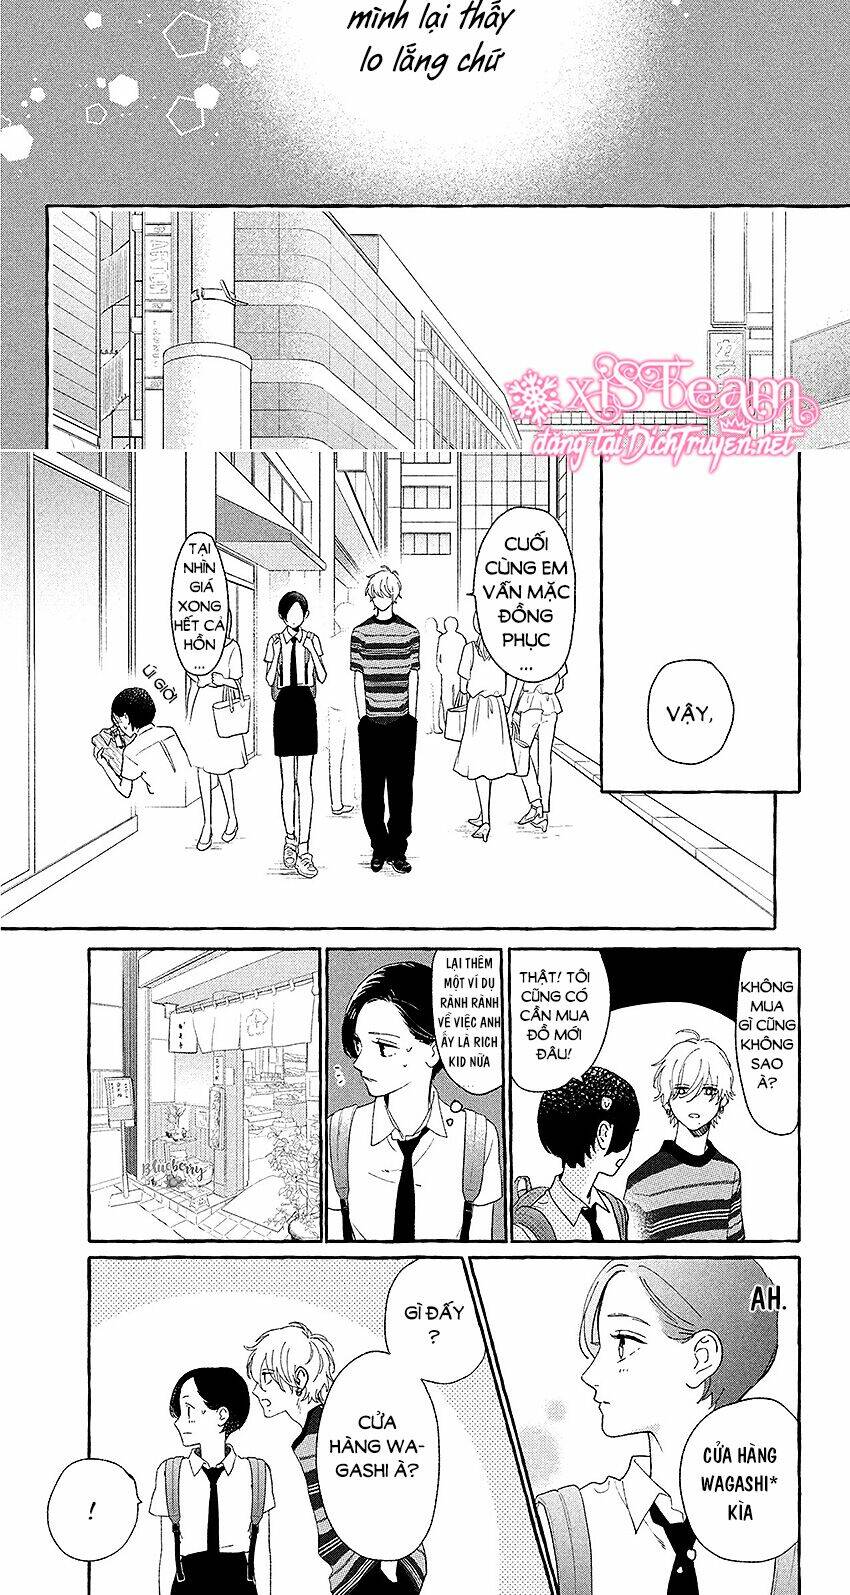 mình lại thấy
lo lắng chứ
xiSTeam
đăng tại DichTruyen.net
VẬY,
CUỐI
CÙNG EM
VẪN MẶC
ĐỒNG
PHỤC
...
TẠI
NHÌN
GIÁ
XONG
HẾT CẢ
HỒN
...
ÚI GIỜI
KHÔNG
MUA
GÌ CŨNG
KHÔNG
SAO
À?
THẬT! TÔI
CŨNG CÓ
CẦN MUA
ĐỒ MỚI
ĐÂU!
LẠI THÊM
MỘT VÍ DỤ
RÀNH RÀNH
VỀ VIỆC ANH
ẤY LÀ RICH
KID NỮA
Blueberry
AH.
CỬA HÀNG
WAGASHI*
KÌA
GÌ ĐẤY
?
CỬA
HÀNG WA-
GASHI À?
!